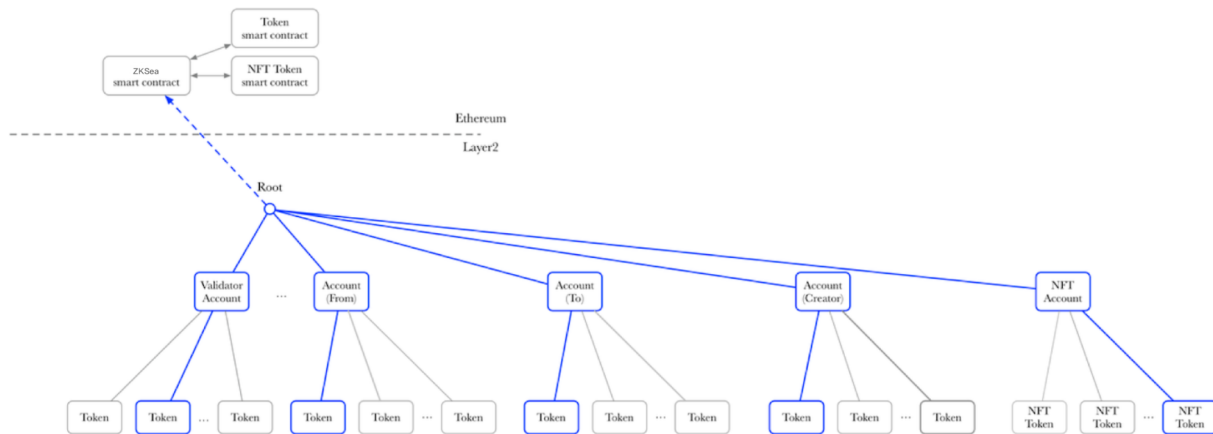 Token
smart contract
ZKSea
smart contract
NFT Token
smart contract
Ethereum
Layer2
Root
Validator
Account
...
Account
(From)
Account
(To)
Account
(Creator)
NFT
Account
Token
Token
...
Token
Token
Token
...
Token
Token
Token
...
Token
Token
Token
...
Token
NFT
Token
NFT
Token
...
NFT
Token